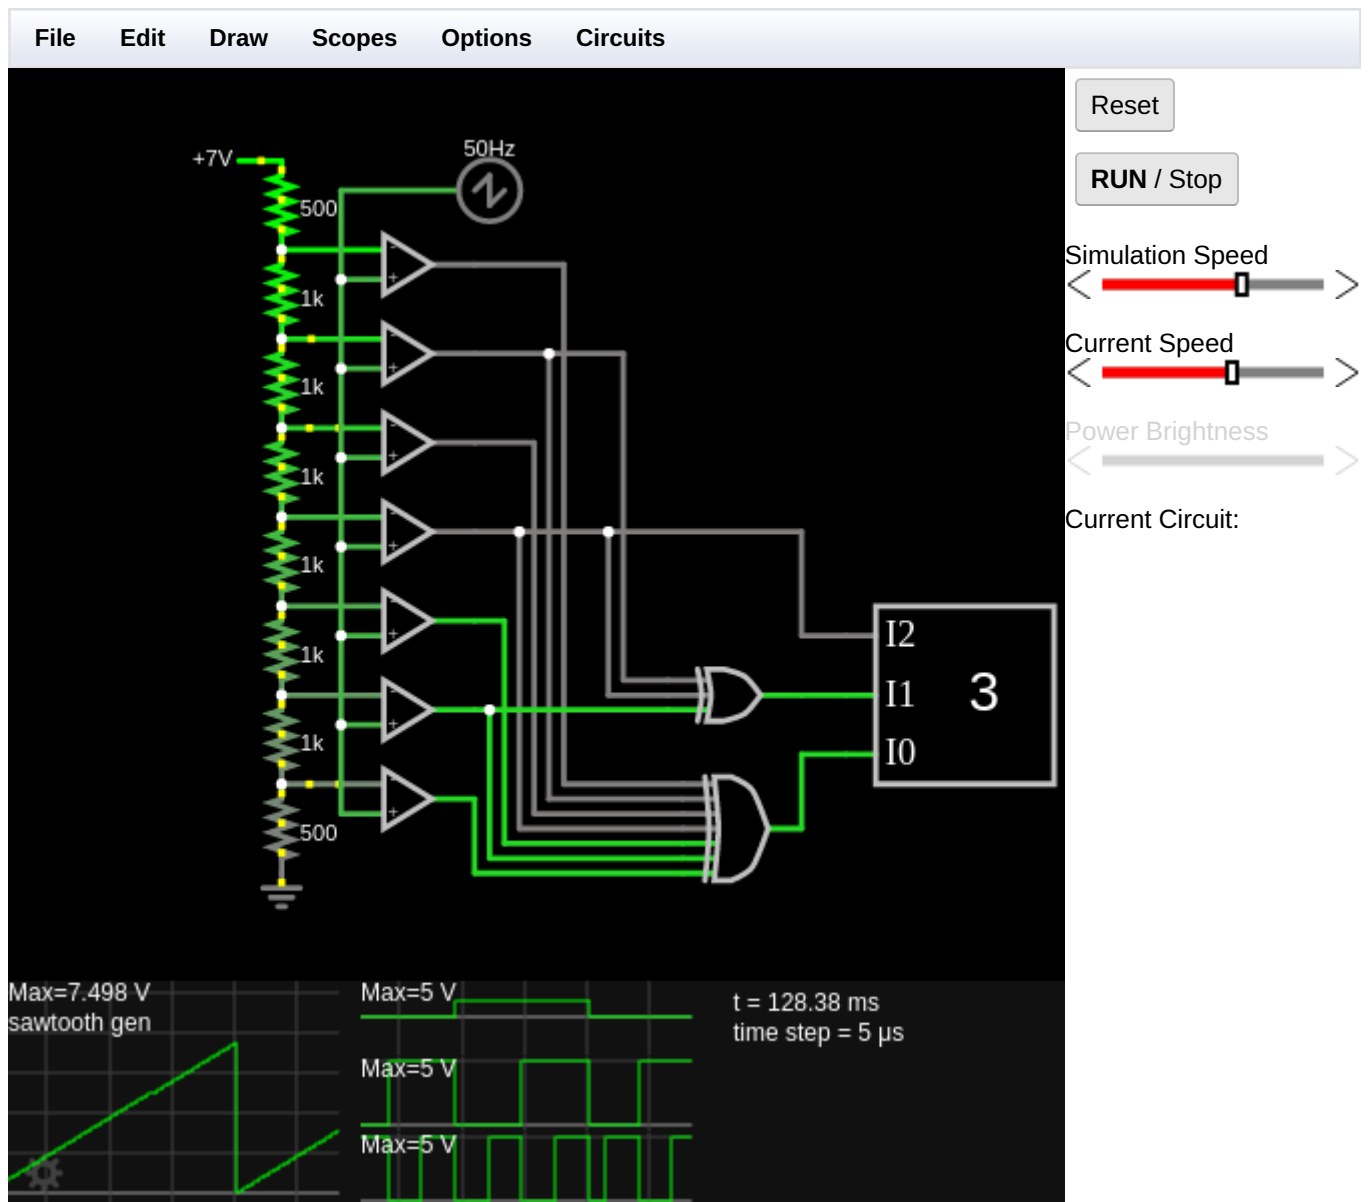 File Edit Draw Scopes Options Circuits
Reset
RUN / Stop
Simulation Speed
Current Speed
Power Brightness
Current Circuit:
+7V
50Hz
500
1k
1k
1k
1k
1k
1k
500
-
+
-
+
-
+
-
+
-
+
-
+
-
+
I2
I1
I0
3
Max=7.498 V
sawtooth gen
Max=5 V
Max=5 V
Max=5 V
t = 128.38 ms
time step = 5 μs